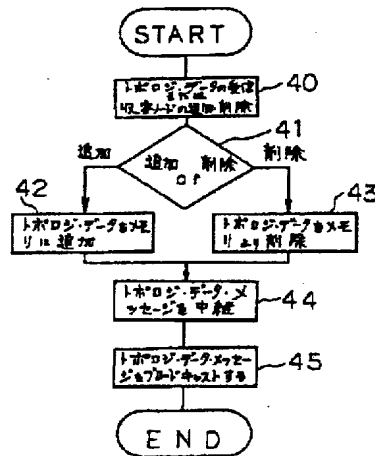 START
トポロジ・データの受信
または
収容ノードの追加削除
40
41
追加
追加 削除
or
削除
42
トポロジ・データをメモ
リに追加
43
トポロジ・データをメモ
リより削除
トポロジ・データ・メ
ッセージを中継
44
トポロジ・データ・メッセー
ジをブロードキャストする
45
END